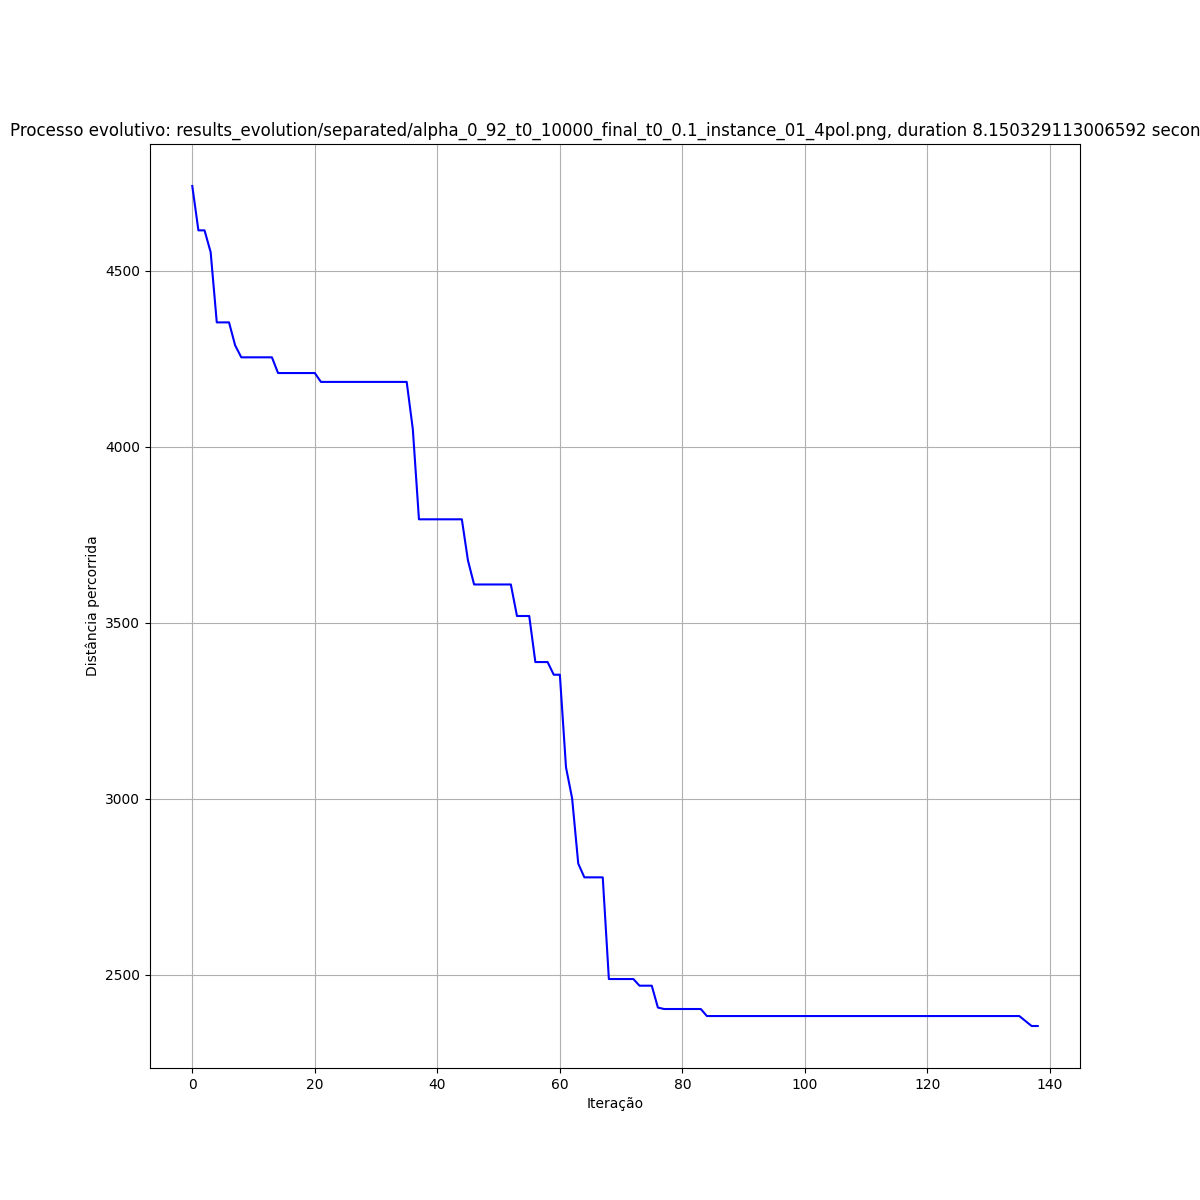 Processo evolutivo: results_evolution/separated/alpha_0_92_t0_10000_final_t0_0.1_instance_01_4pol.png, duration 8.150329113006592 secon
4500
4000
3500
3000
2500
Distância percorrida
0 20 40 60 80 100 120 140
Iteração